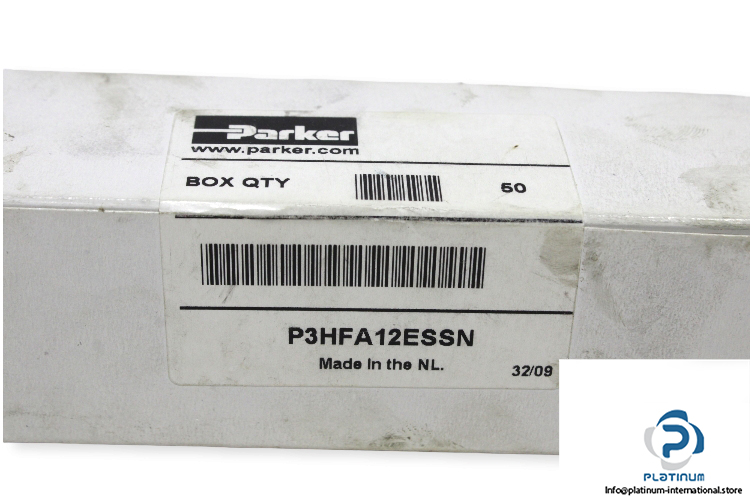 Parker
www.parker.com
BOX QTY 50
P3HFA12ESSN
Made in the NL.
32/09
PLATINUM
Info@platinum-international.store